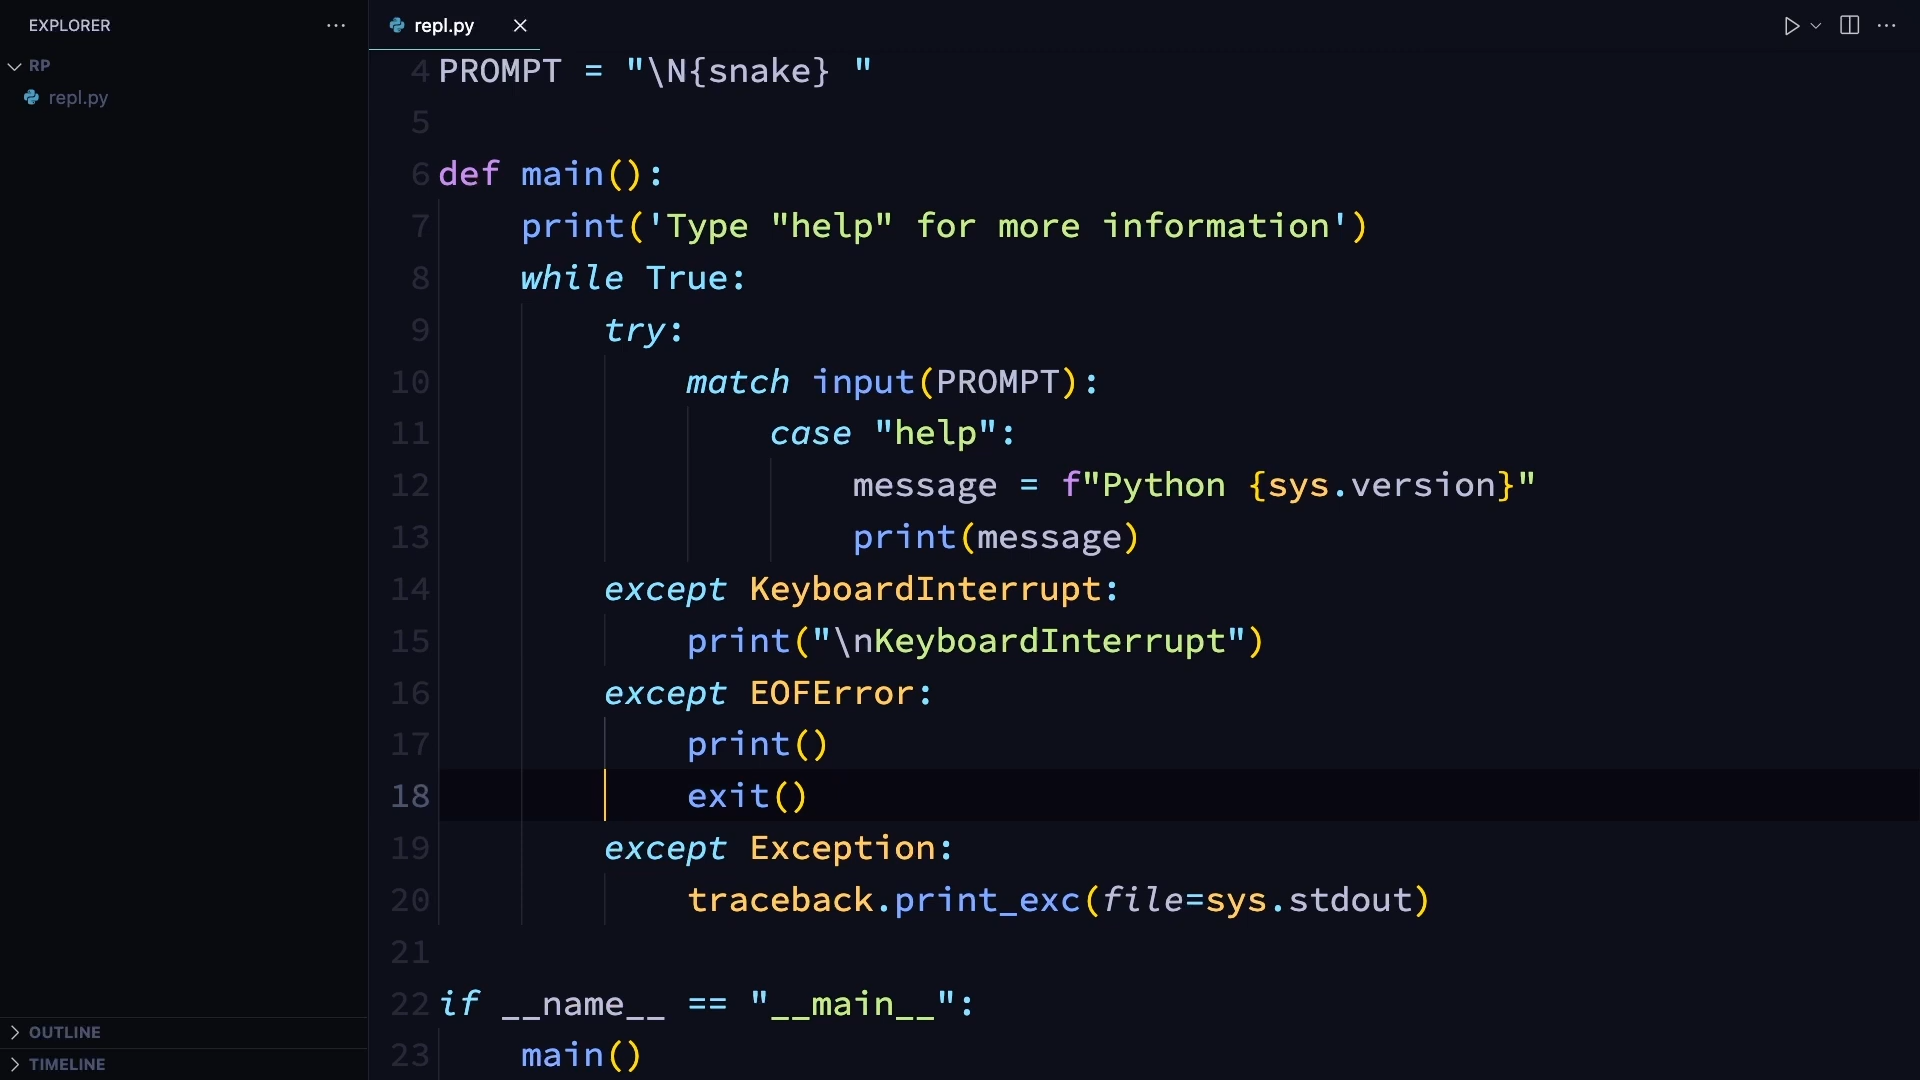 EXPLORER
RP
repl.py
OUTLINE
TIMELINE
repl.py
4 PROMPT = "\N{snake} "
5
6 def main():
7     print('Type "help" for more information')
8     while True:
9         try:
10             match input(PROMPT):
11                 case "help":
12                     message = f"Python {sys.version}"
13                     print(message)
14         except KeyboardInterrupt:
15             print("\nKeyboardInterrupt")
16         except EOFError:
17             print()
18             exit()
19         except Exception:
20             traceback.print_exc(file=sys.stdout)
21
22 if __name__ == "__main__":
23     main()